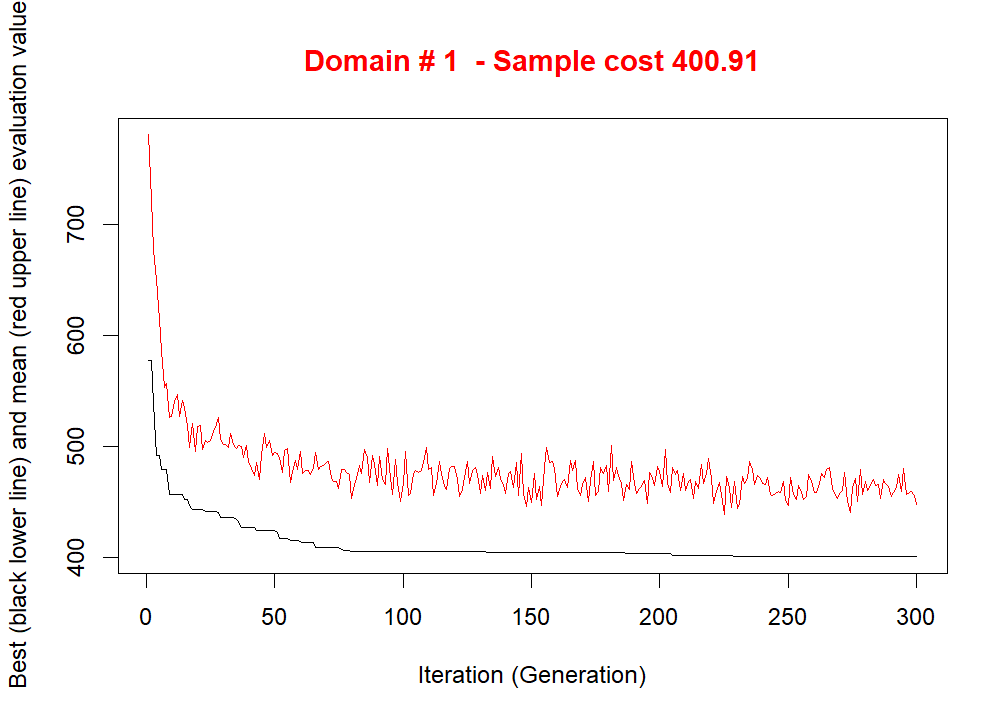 Domain # 1  - Sample cost 400.91
Best (black lower line) and mean (red upper line) evaluation value
700
600
500
400
0 50 100 150 200 250 300
Iteration (Generation)